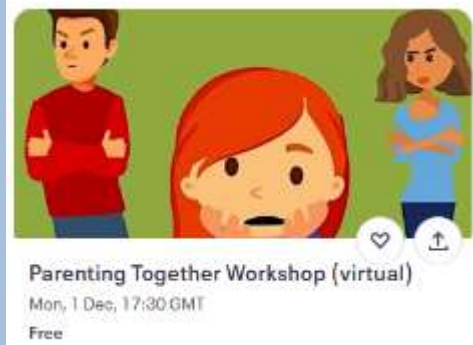 Parenting Together Workshop (virtual)
Mon, 1 Dec, 17:30 GMT
Free